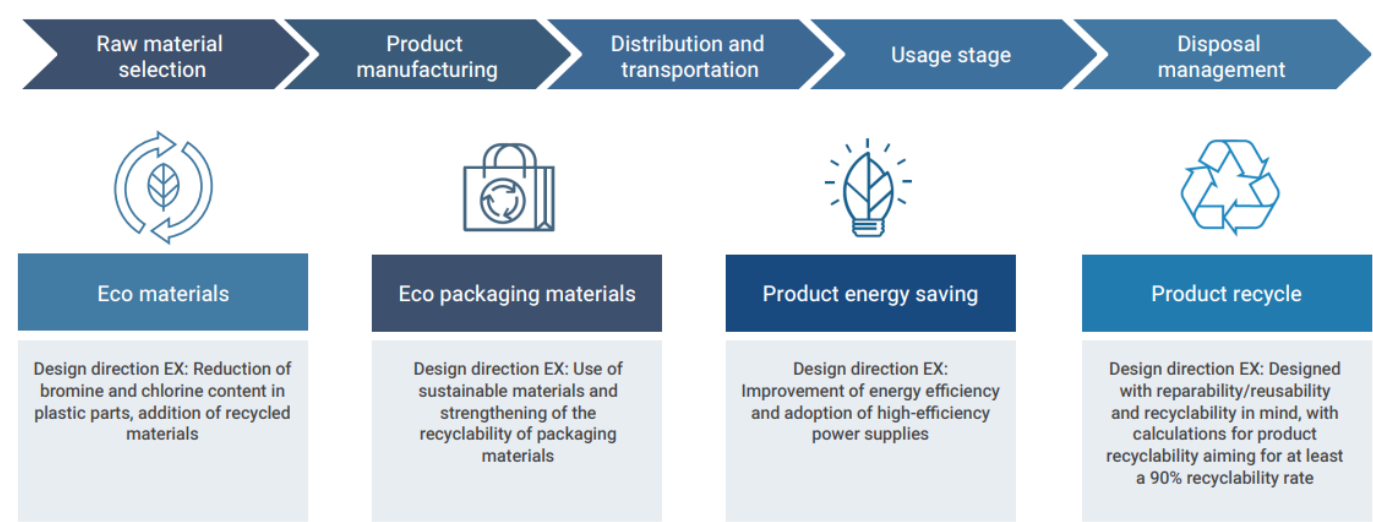 Raw material
selection
Product
manufacturing
Distribution and
transportation
Usage stage
Disposal
management
Eco materials
Eco packaging materials
Product energy saving
Product recycle
Design direction EX: Reduction of
bromine and chlorine content in
plastic parts, addition of recycled
materials
Design direction EX: Use of
sustainable materials and
strengthening of the
recyclability of packaging
materials
Design direction EX:
Improvement of energy efficiency
and adoption of high-efficiency
power supplies
Design direction EX: Designed
with reparability/reusability
and recyclability in mind, with
calculations for product
recyclability aiming for at least
a 90% recyclability rate